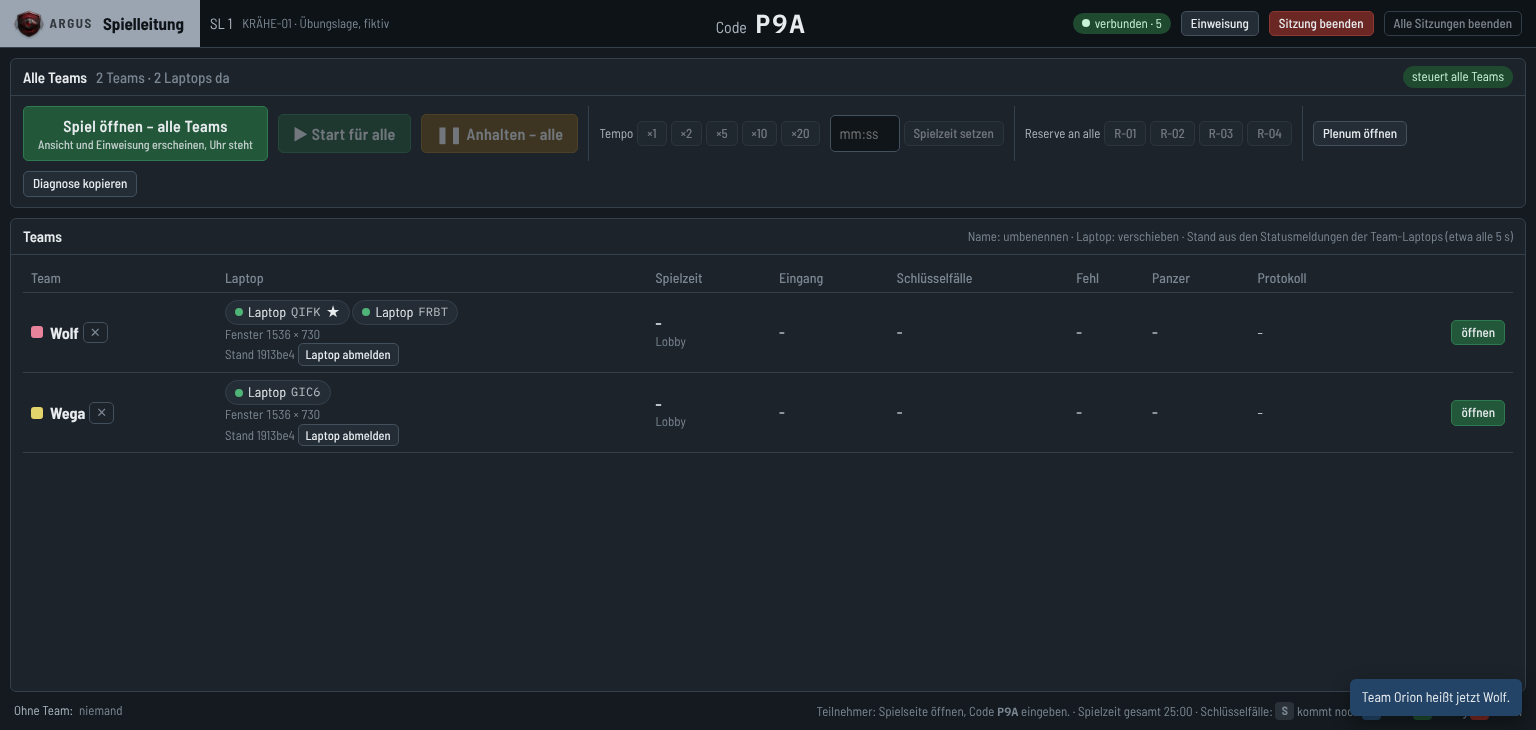 ARGUS Spielleitung SL 1 KRÄHE-01 · Übungslage, fiktiv Code P9A verbunden · 5 Einweisung Sitzung beenden Alle Sitzungen beenden
Alle Teams 2 Teams · 2 Laptops da steuert alle Teams
Spiel öffnen – alle Teams
Ansicht und Einweisung erscheinen, Uhr steht
▶ Start für alle ❚❚ Anhalten – alle Tempo ×1 ×2 ×5 ×10 ×20 mm:ss Spielzeit setzen Reserve an alle R-01 R-02 R-03 R-04 Plenum öffnen
Diagnose kopieren
Teams Name: umbenennen · Laptop: verschieben · Stand aus den Statusmeldungen der Team-Laptops (etwa alle 5 s)
Team Laptop Spielzeit Eingang Schlüsselfälle Fehl Panzer Protokoll
Wolf × Laptop QIFK ★ Laptop FRBT – – – – – – öffnen
Fenster 1536 × 730 Lobby
Stand 1913be4 Laptop abmelden
Wega × Laptop GIC6 – – – – – – öffnen
Fenster 1536 × 730 Lobby
Stand 1913be4 Laptop abmelden
Team Orion heißt jetzt Wolf.
Ohne Team: niemand Teilnehmer: Spielseite öffnen, Code P9A eingeben. · Spielzeit gesamt 25:00 · Schlüsselfälle: S kommt